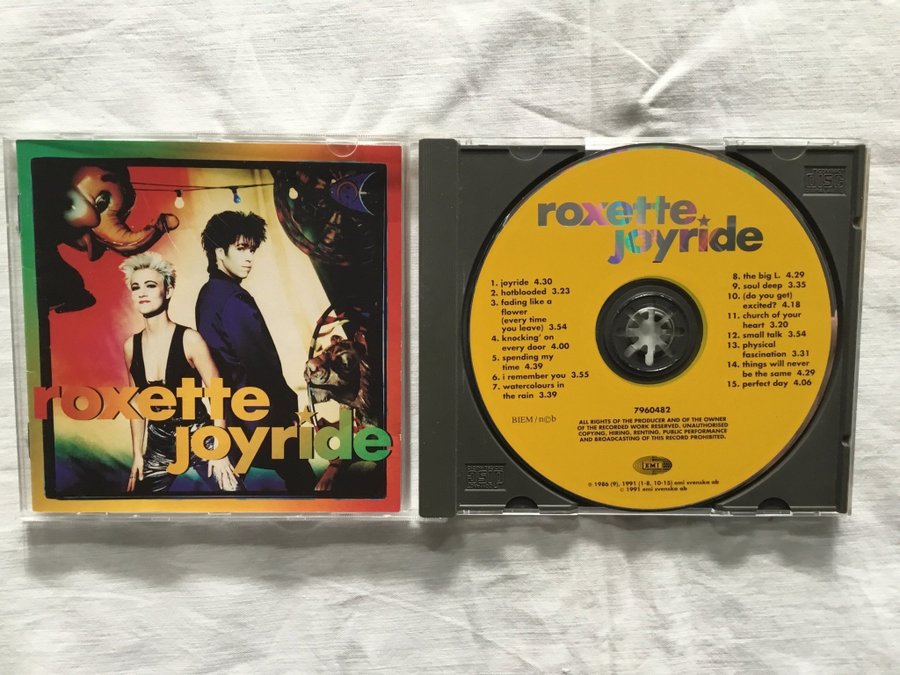 roxette
joyride
disc
roxette
joyride
1. joyride 4.30
2. hotblooded 3.23
3. fading like a
flower
(every time
you leave) 3.54
4. knocking' on
every door 4.00
5. spending my
time 4.39
6. i remember you 3.55
7. watercolours in
the rain 3.39
8. the big L. 4.29
9. soul deep 3.35
10. (do you get)
excited? 4.18
11. church of your
heart 3.20
12. small talk 3.54
13. physical
fascination 3.31
14. things will never
be the same 4.29
15. perfect day 4.06
BIEM / n©b
7960482
ALL RIGHTS OF THE PRODUCER AND OF THE OWNER
OF THE RECORDED WORK RESERVED. UNAUTHORISED
COPYING, HIRING, RENTING, PUBLIC PERFORMANCE
AND BROADCASTING OF THIS RECORD PROHIBITED.
EMI
℗ 1986 (9), 1991 (1-8, 10-15) emi svenska ab
© 1991 emi svenska ab